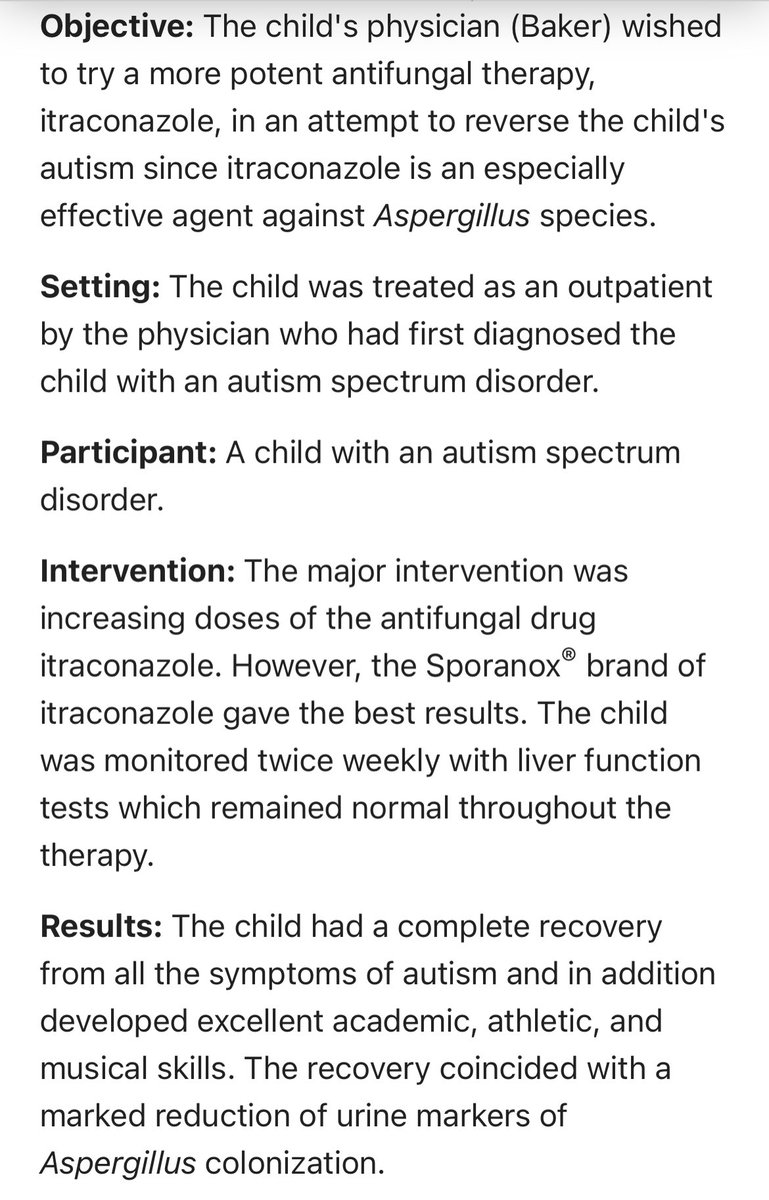 Objective: The child's physician (Baker) wished
to try a more potent antifungal therapy,
itraconazole, in an attempt to reverse the child's
autism since itraconazole is an especially
effective agent against Aspergillus species.
Setting: The child was treated as an outpatient
by the physician who had first diagnosed the
child with an autism spectrum disorder.
Participant: A child with an autism spectrum
disorder.
Intervention: The major intervention was
increasing doses of the antifungal drug
itraconazole. However, the Sporanox® brand of
itraconazole gave the best results. The child
was monitored twice weekly with liver function
tests which remained normal throughout the
therapy.
Results: The child had a complete recovery
from all the symptoms of autism and in addition
developed excellent academic, athletic, and
musical skills. The recovery coincided with a
marked reduction of urine markers of
Aspergillus colonization.